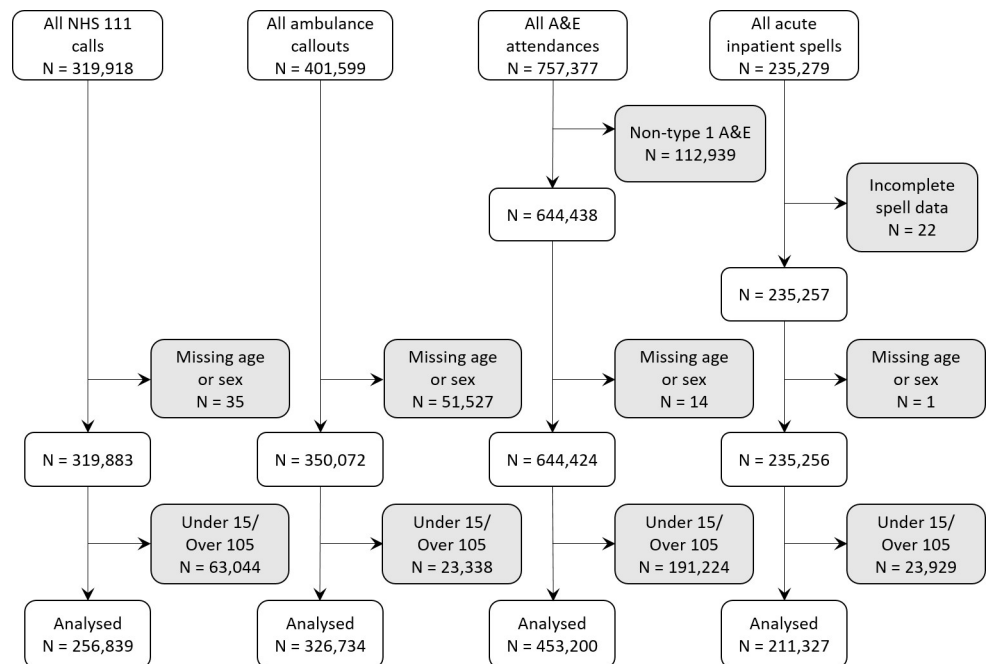 All NHS 111
calls
N = 319,918
All ambulance
callouts
N = 401,599
All A&E
attendances
N = 757,377
All acute
inpatient spells
N = 235,279
Non-type 1 A&E
N = 112,939
Incomplete
spell data
N = 22
N = 644,438
N = 235,257
Missing age
or sex
N = 35
Missing age
or sex
N = 51,527
Missing age
or sex
N = 14
Missing age
or sex
N = 1
N = 319,883
N = 350,072
N = 644,424
N = 235,256
Under 15/
Over 105
N = 63,044
Under 15/
Over 105
N = 23,338
Under 15/
Over 105
N = 191,224
Under 15/
Over 105
N = 23,929
Analysed
N = 256,839
Analysed
N = 326,734
Analysed
N = 453,200
Analysed
N = 211,327